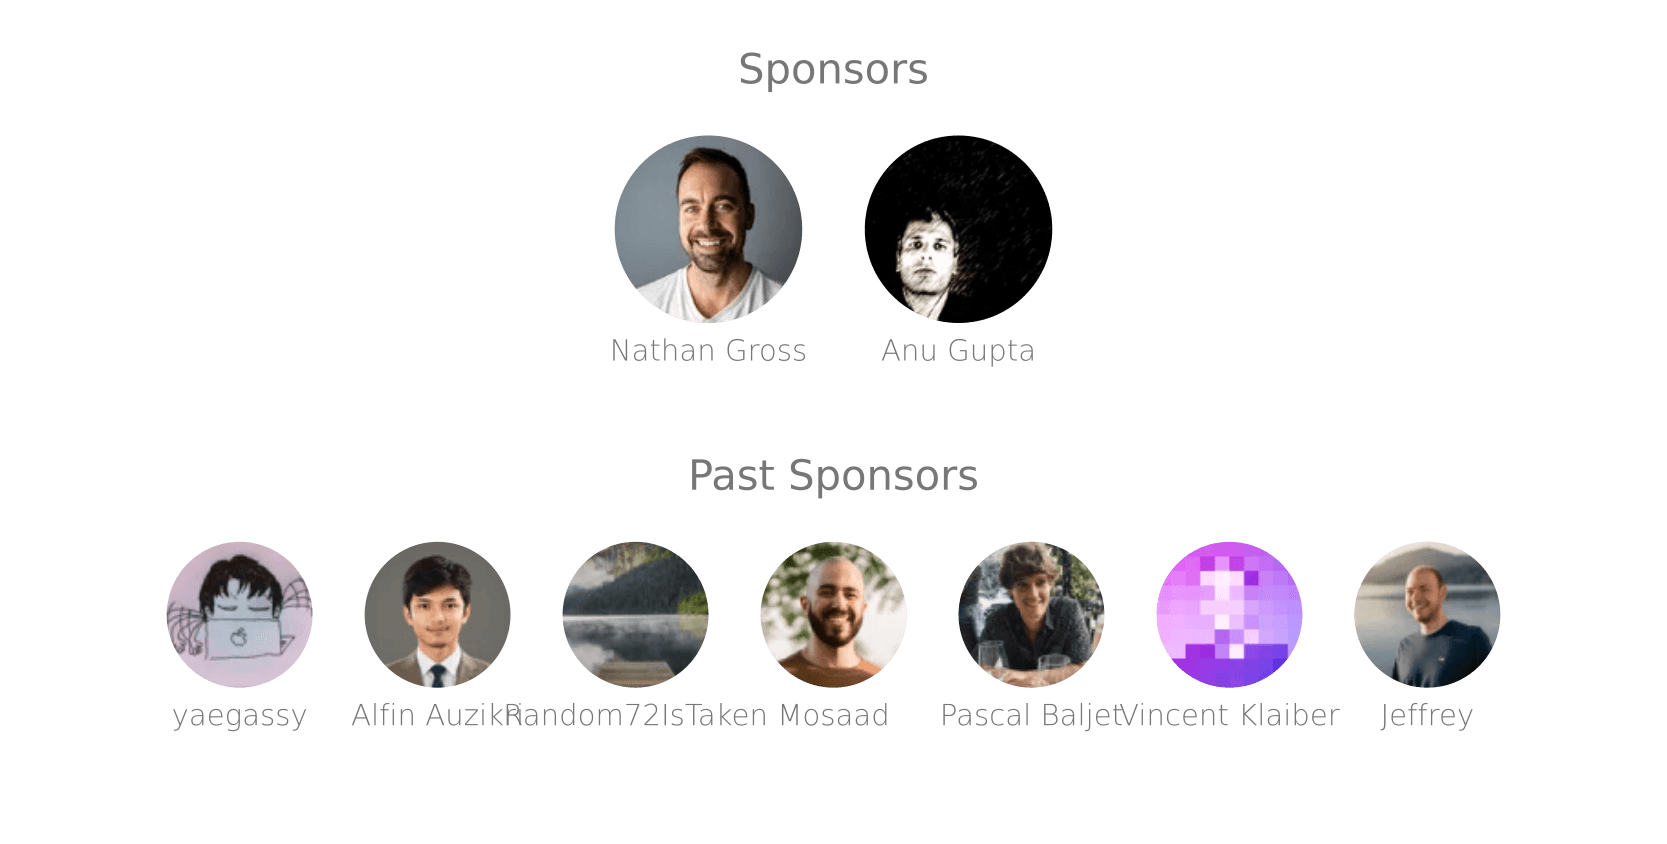 Sponsors
Nathan Gross Anu Gupta
Past Sponsors
yaegassy Alfin Auzikri Random72IsTaken Mosaad Pascal Baljet Vincent Klaiber Jeffrey